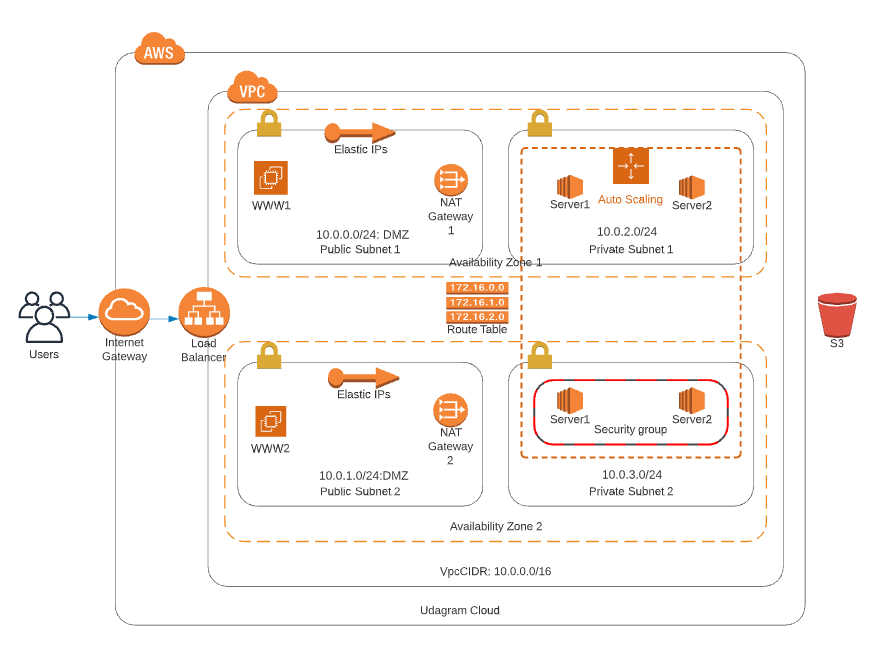 AWS
VPC
Elastic IPs
WWW1
NAT
Gateway
1
10.0.0.0/24: DMZ
Public Subnet 1
Server1
Auto Scaling
Server2
10.0.2.0/24
Private Subnet 1
Availability Zone 1
172.16.0.0
172.16.1.0
172.16.2.0
Route Table
Users
Internet
Gateway
Load
Balancer
S3
Elastic IPs
WWW2
NAT
Gateway
2
10.0.1.0/24:DMZ
Public Subnet 2
Server1
Server2
Security group
10.0.3.0/24
Private Subnet 2
Availability Zone 2
VpcCIDR: 10.0.0.0/16
Udagram Cloud